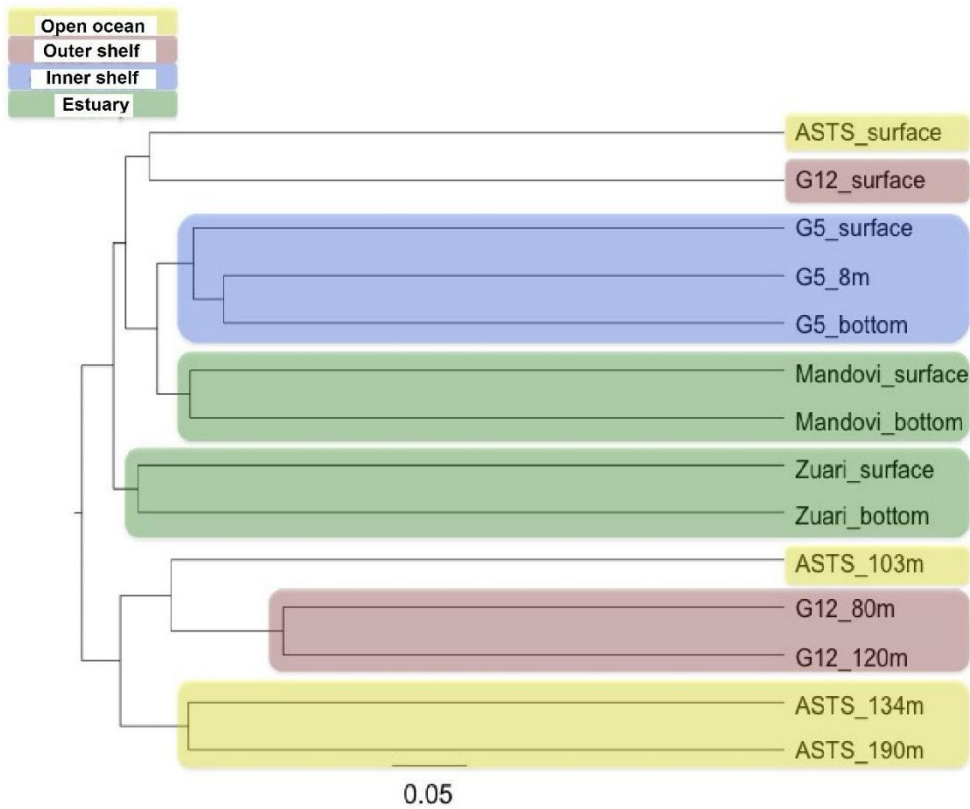 Open ocean
Outer shelf
Inner shelf
Estuary
ASTS_surface
G12_surface
G5_surface
G5_8m
G5_bottom
Mandovi_surface
Mandovi_bottom
Zuari_surface
Zuari_bottom
ASTS_103m
G12_80m
G12_120m
ASTS_134m
ASTS_190m
0.05